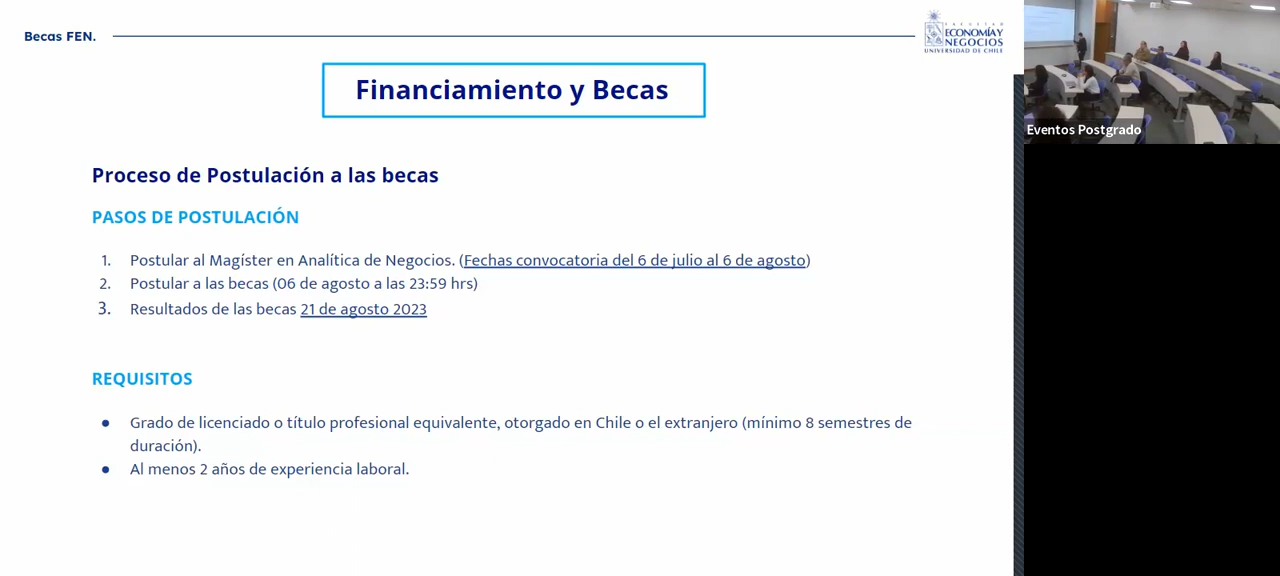 Becas FEN.
FACULTAD
ECONOMÍA Y
NEGOCIOS
UNIVERSIDAD DE CHILE
Financiamiento y Becas
Proceso de Postulación a las becas
PASOS DE POSTULACIÓN
1. Postular al Magíster en Analítica de Negocios. (Fechas convocatoria del 6 de julio al 6 de agosto)
2. Postular a las becas (06 de agosto a las 23:59 hrs)
3. Resultados de las becas 21 de agosto 2023
REQUISITOS
● Grado de licenciado o título profesional equivalente, otorgado en Chile o el extranjero (mínimo 8 semestres de
duración).
● Al menos 2 años de experiencia laboral.
Eventos Postgrado